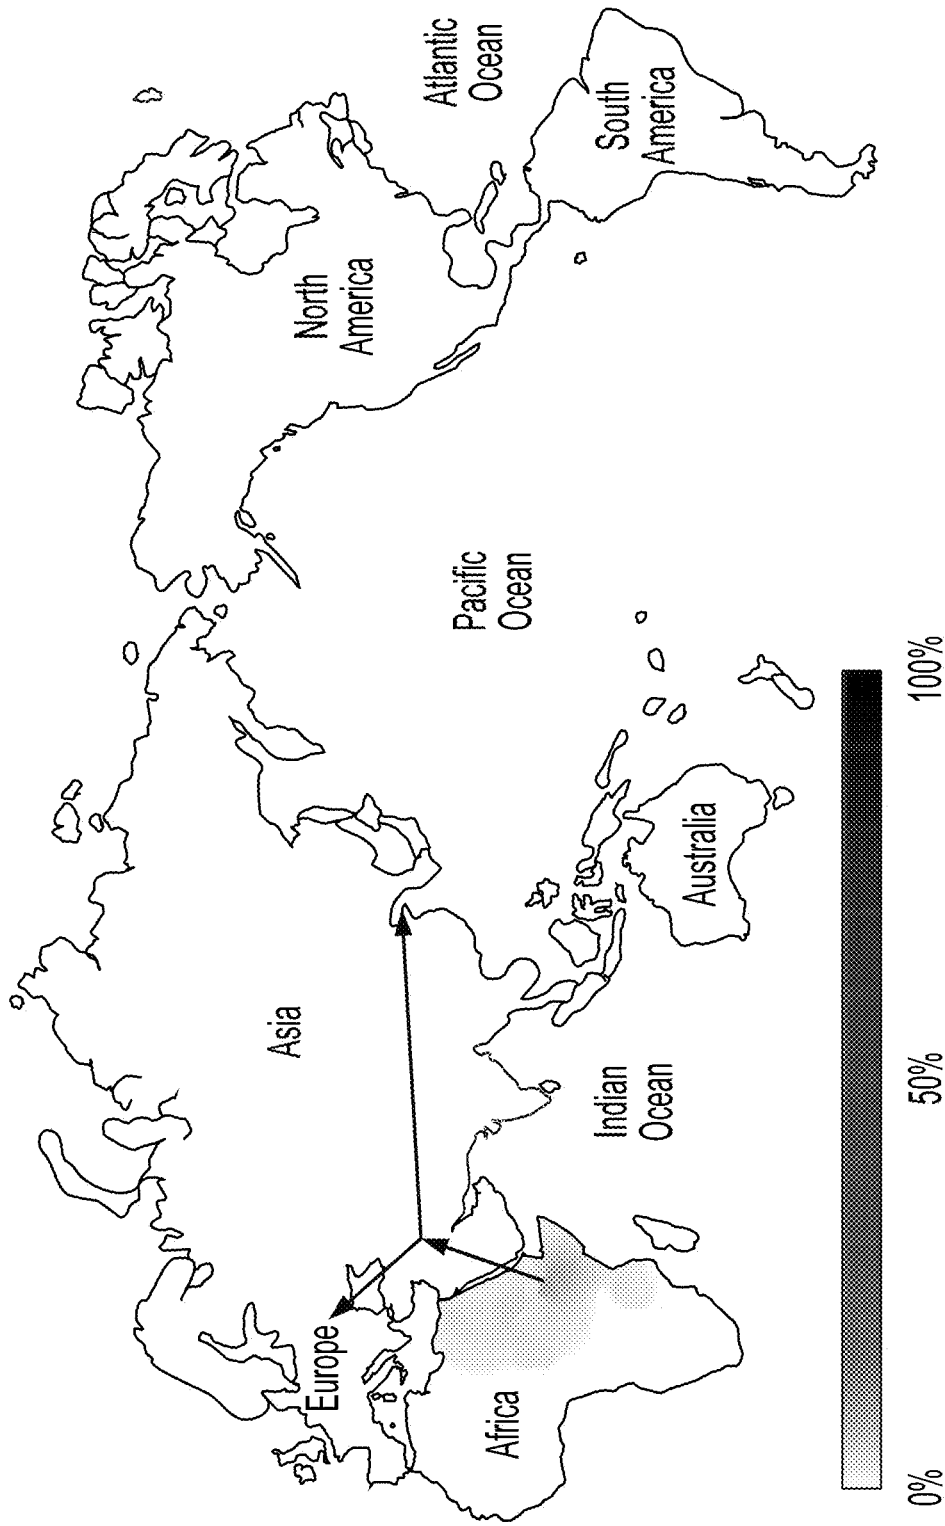 Europe
Asia
North
America
Atlantic
Ocean
Africa
Indian
Ocean
Pacific
Ocean
Australia
South
America
0%
50%
100%